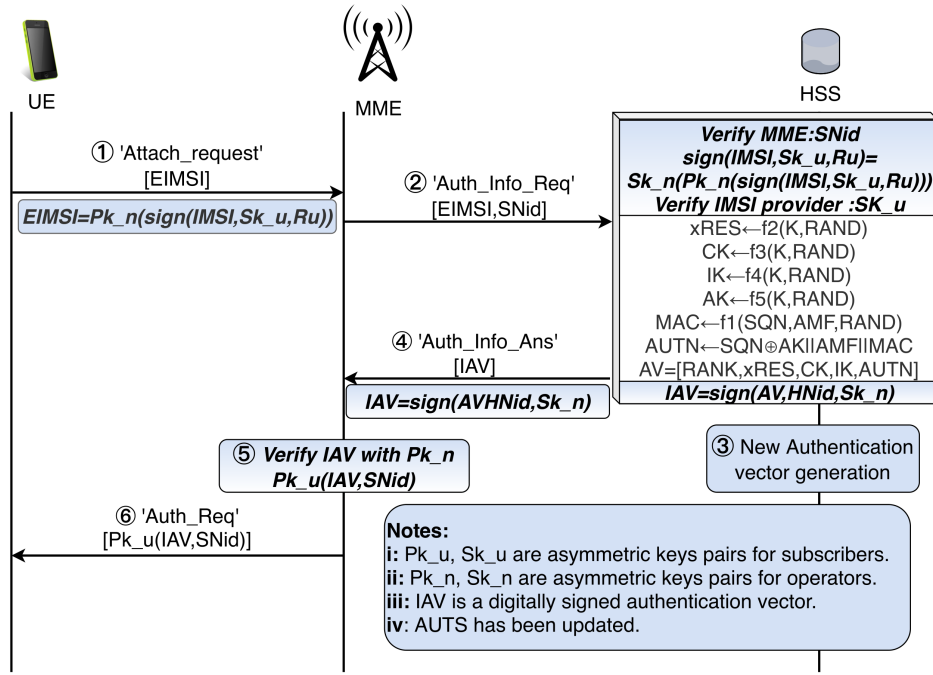 UE
MME
HSS
① 'Attach_request'
[EIMSI]
EIMSI=Pk_n(sign(IMSI,Sk_u,Ru))
② 'Auth_Info_Req'
[EIMSI,SNid]
Verify MME:SNid
sign(IMSI,Sk_u,Ru)=
Sk_n(Pk_n(sign(IMSI,Sk_u,Ru)))
Verify IMSI provider :SK_u
xRES←f2(K,RAND)
CK←f3(K,RAND)
IK←f4(K,RAND)
AK←f5(K,RAND)
MAC←f1(SQN,AMF,RAND)
AUTN←SQN⊕AK||AMF||MAC
AV=[RANK,xRES,CK,IK,AUTN]
IAV=sign(AV,HNid,Sk_n)
③ New Authentication
vector generation
④ 'Auth_Info_Ans'
[IAV]
IAV=sign(AVHNid,Sk_n)
⑤ Verify IAV with Pk_n
Pk_u(IAV,SNid)
⑥ 'Auth_Req'
[Pk_u(IAV,SNid)]
Notes:
i: Pk_u, Sk_u are asymmetric keys pairs for subscribers.
ii: Pk_n, Sk_n are asymmetric keys pairs for operators.
iii: IAV is a digitally signed authentication vector.
iv: AUTS has been updated.